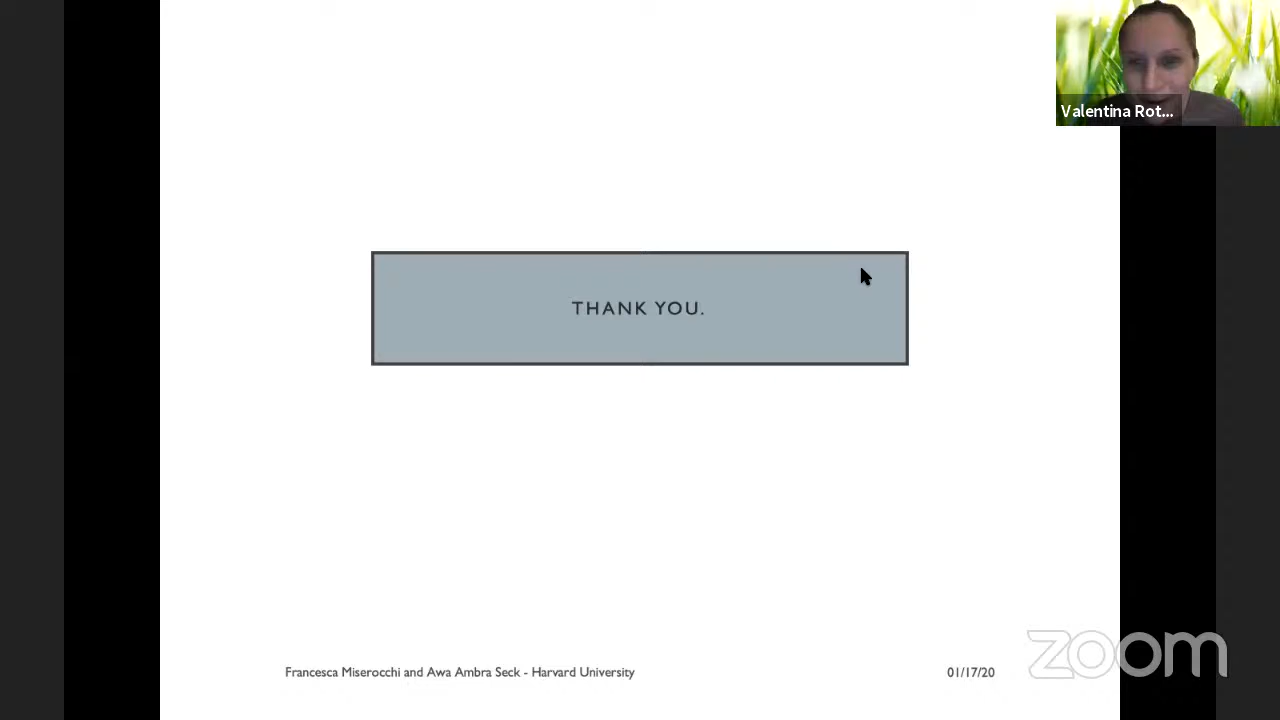 Valentina Rot...
THANK YOU.
Francesca Miserocchi and Awa Ambra Seck - Harvard University
01/17/20
zoom